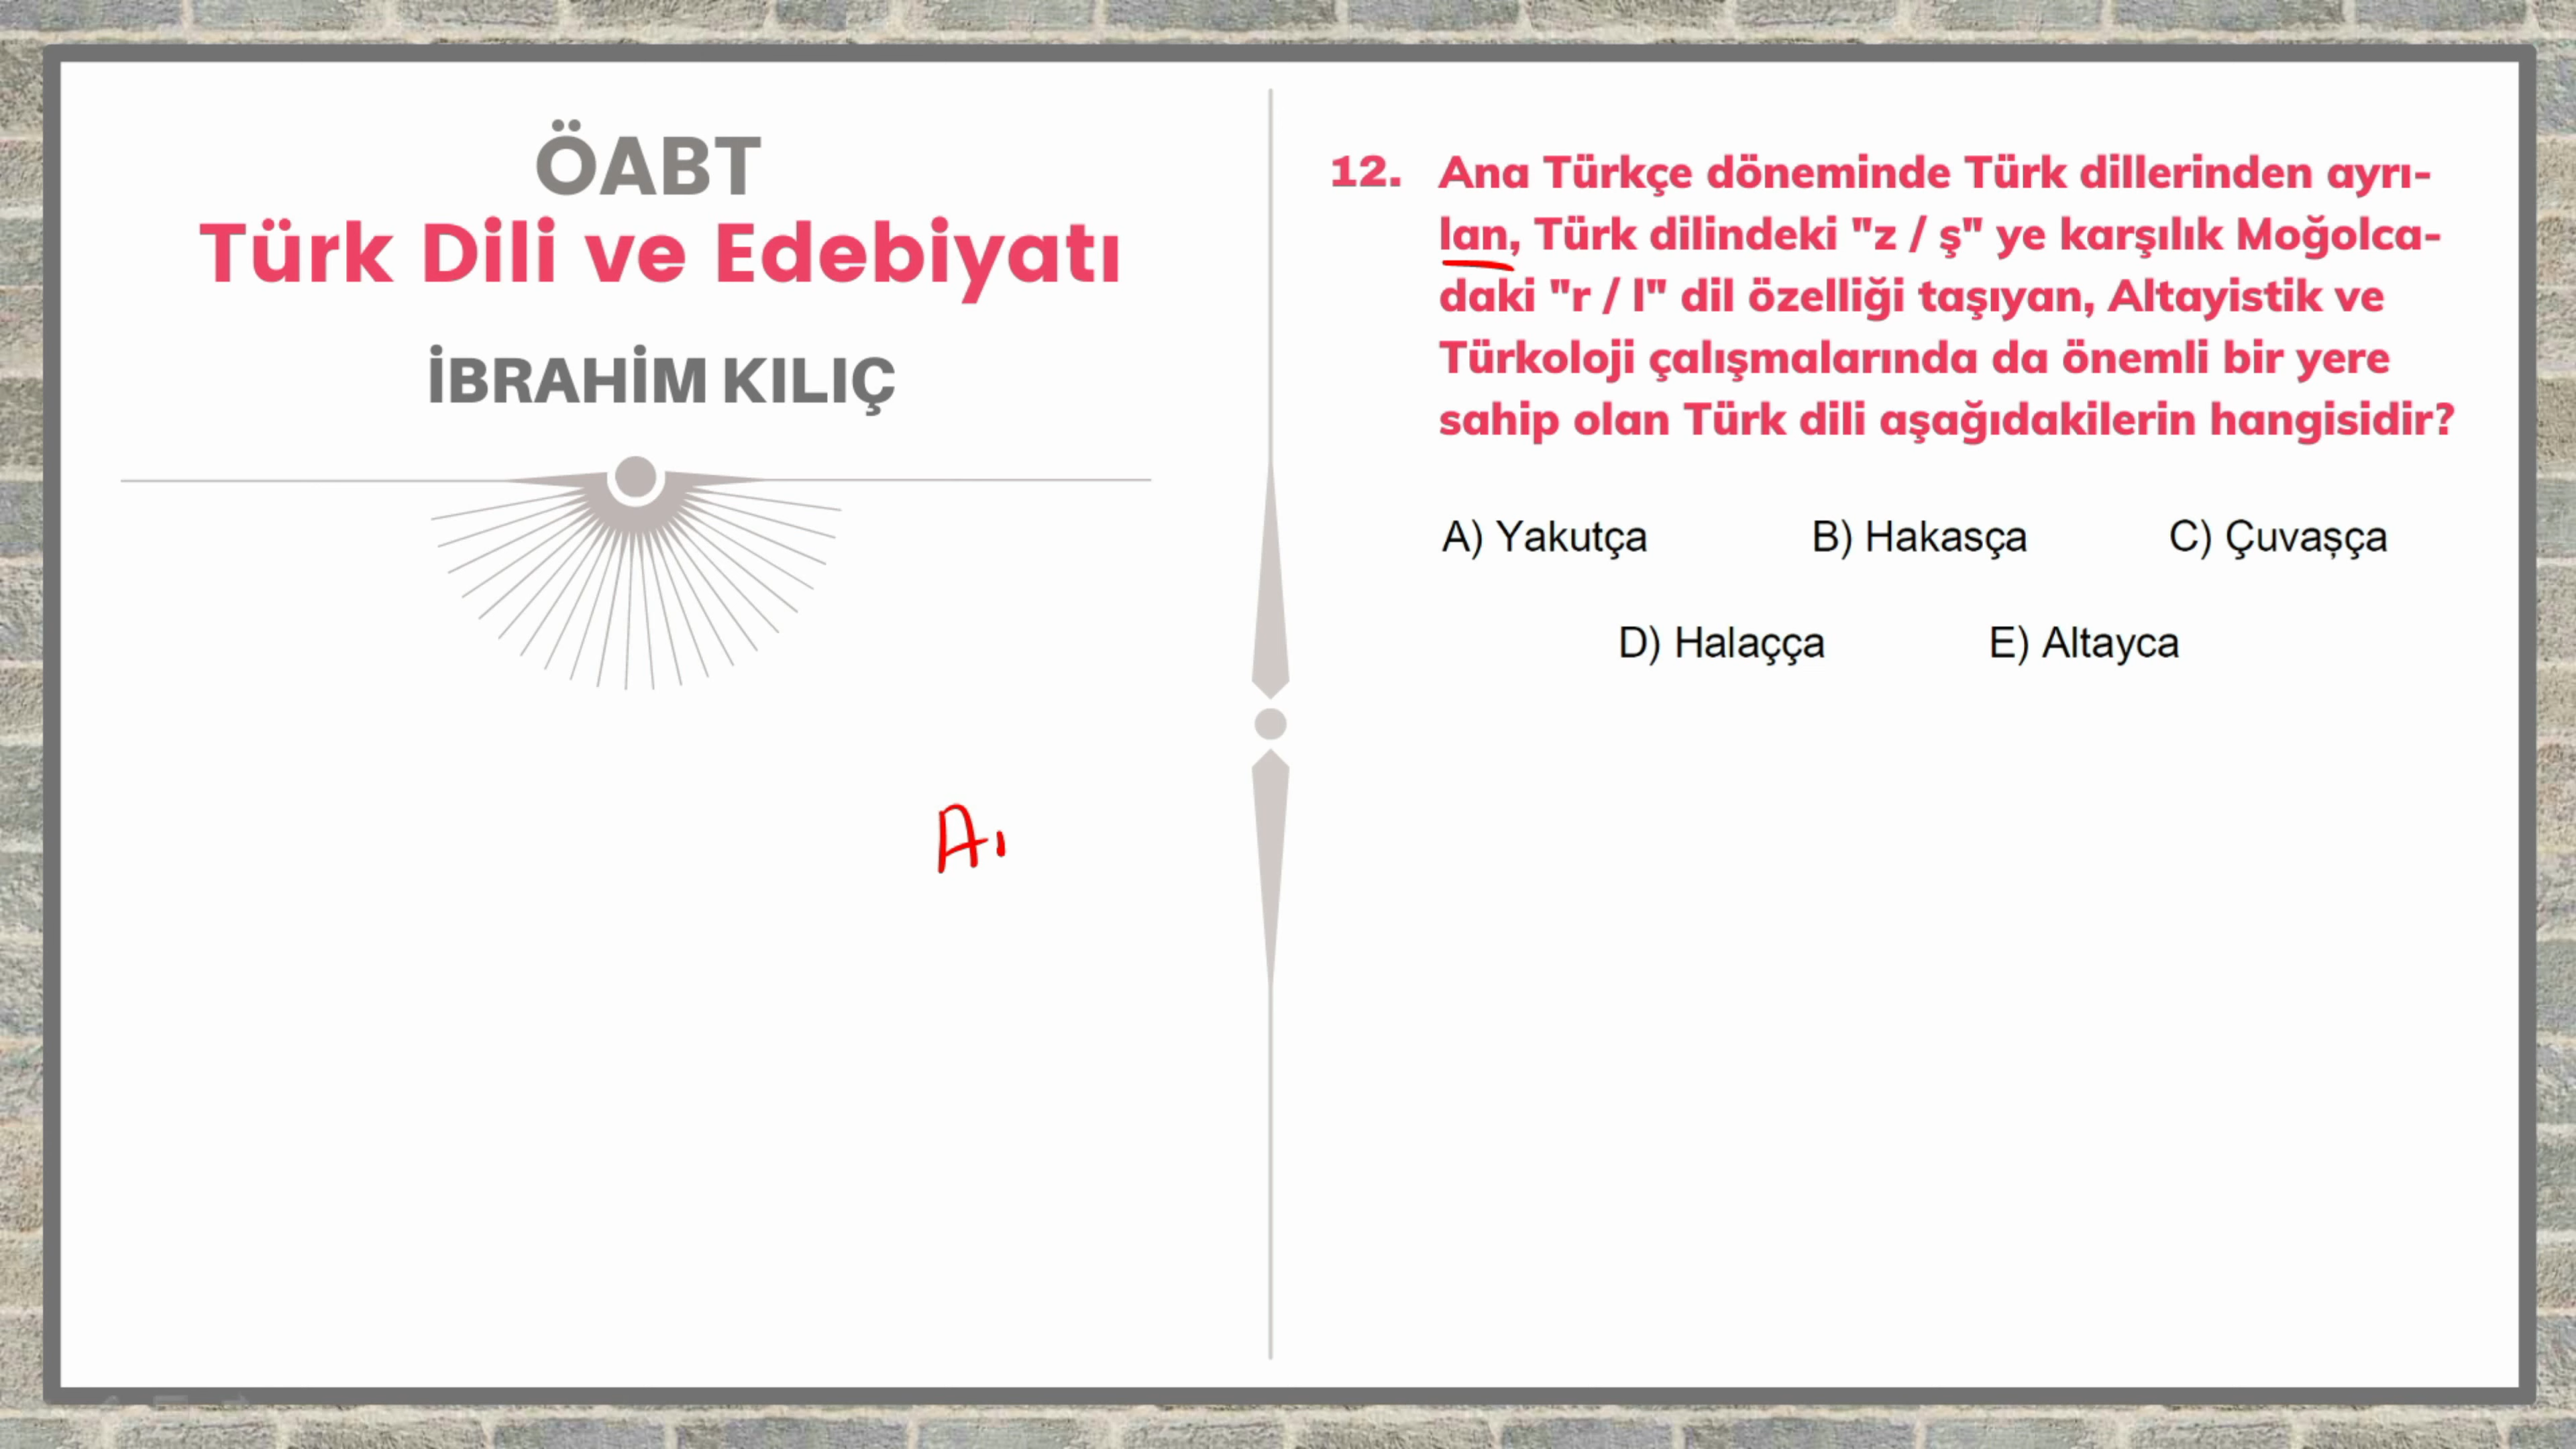 ÖABT
Türk Dili ve Edebiyatı
İBRAHİM KILIÇ
12. Ana Türkçe döneminde Türk dillerinden ayrı-
lan, Türk dilindeki "z / ş" ye karşılık Moğolca-
daki "r / l" dil özelliği taşıyan, Altayistik ve
Türkoloji çalışmalarında da önemli bir yere
sahip olan Türk dili aşağıdakilerin hangisidir?
A) Yakutça B) Hakasça C) Çuvaşça
D) Halaçça E) Altayca